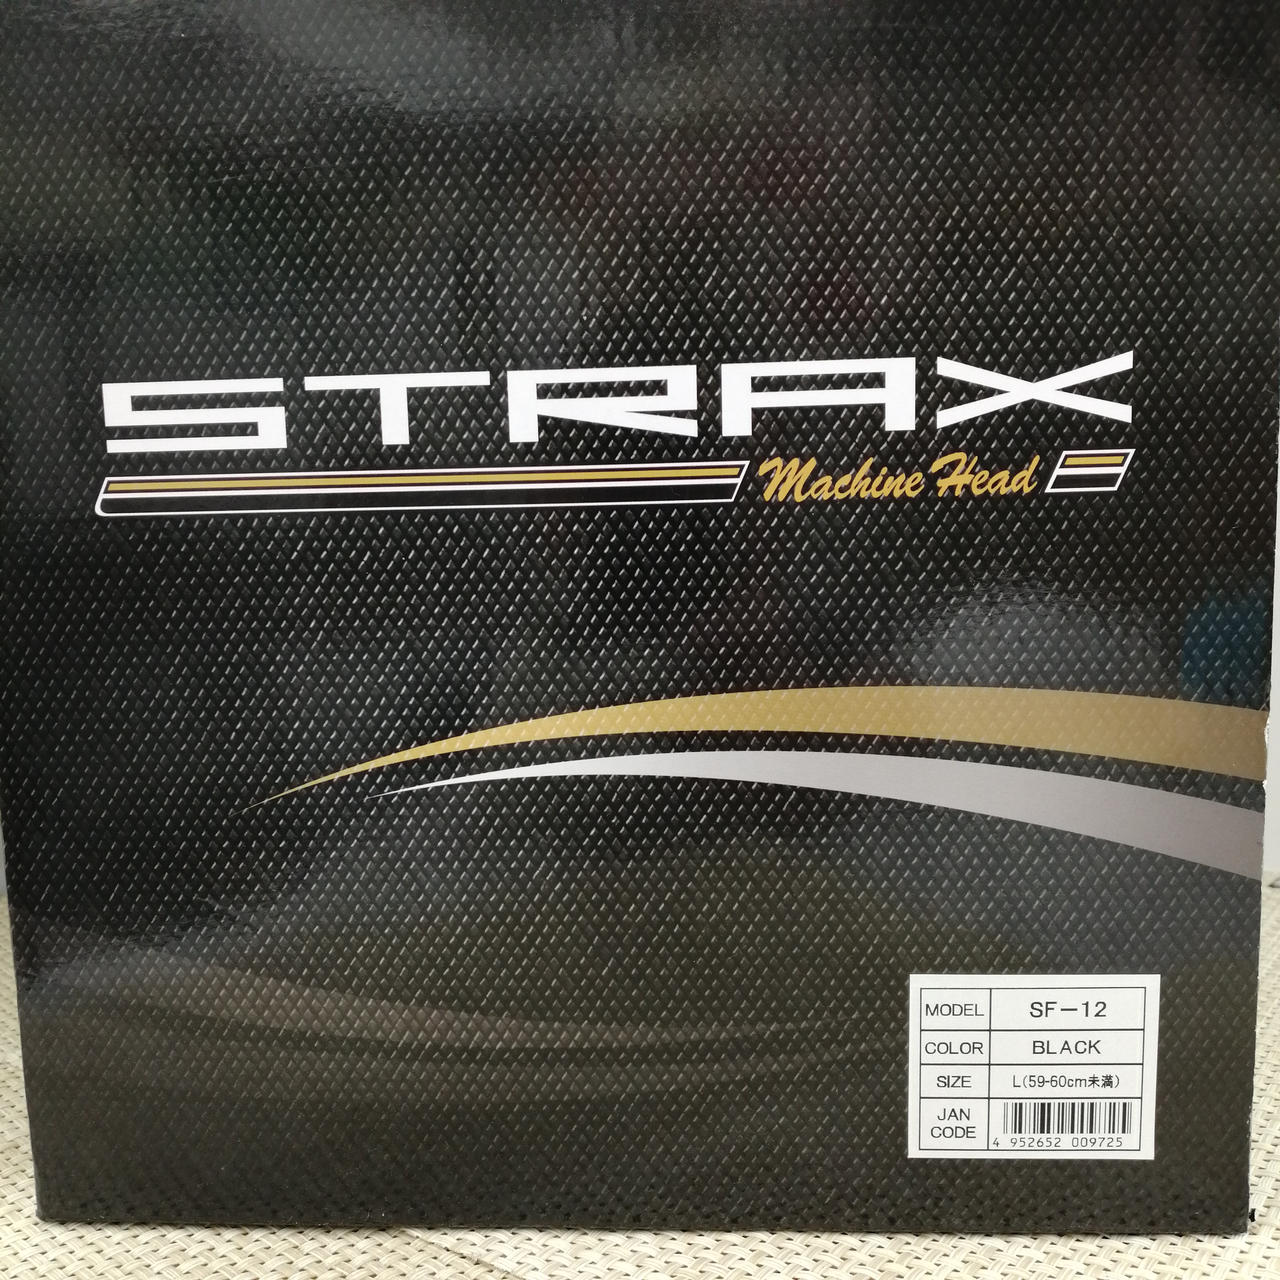 STRAX
Machine Head
MODEL SF-12
COLOR BLACK
SIZE L(59-60cm未満)
JAN CODE 4 952652 009725